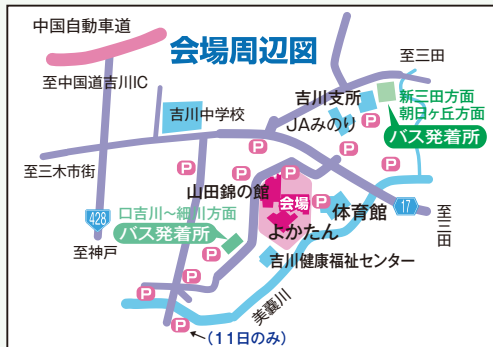 中国自動車道
会場周辺図
至三田
至中国道吉川IC
吉川支所
JAみのり
新三田方面
朝日ヶ丘方面
バス発着所
吉川中学校
P
P
P
P
至三木市街
山田錦の館
P
会場
P
体育館
17
至三田
428
口吉川～細川方面
バス発着所
よかたん
P
至神戸
吉川健康福祉センター
P
P
美嚢川
P
P
(11日のみ)